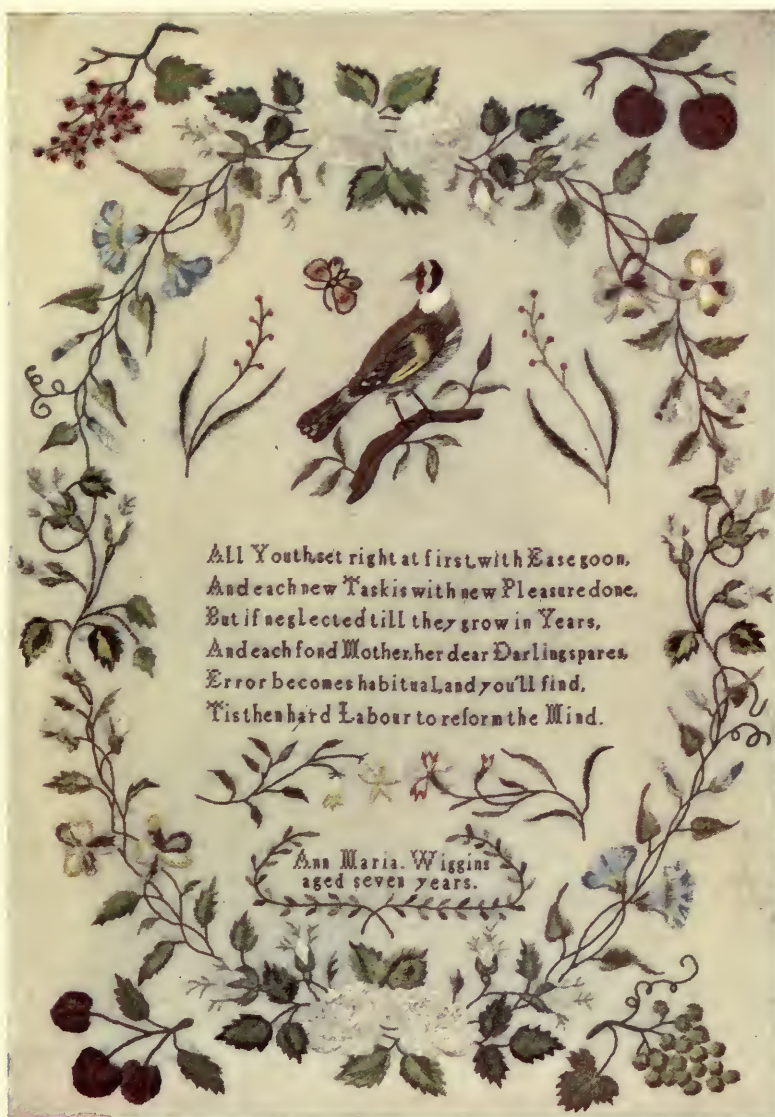 All Youth, set right at first, with Ease go on,
And each new Task is with new Pleasure done,
But if neglected till they grow in Years,
And each fond Mother, her dear Darling spares,
Error becomes habitual, and you'll find,
Tis then hard Labour to reform the Mind.
Ann Maria. Wiggins
aged seven years.